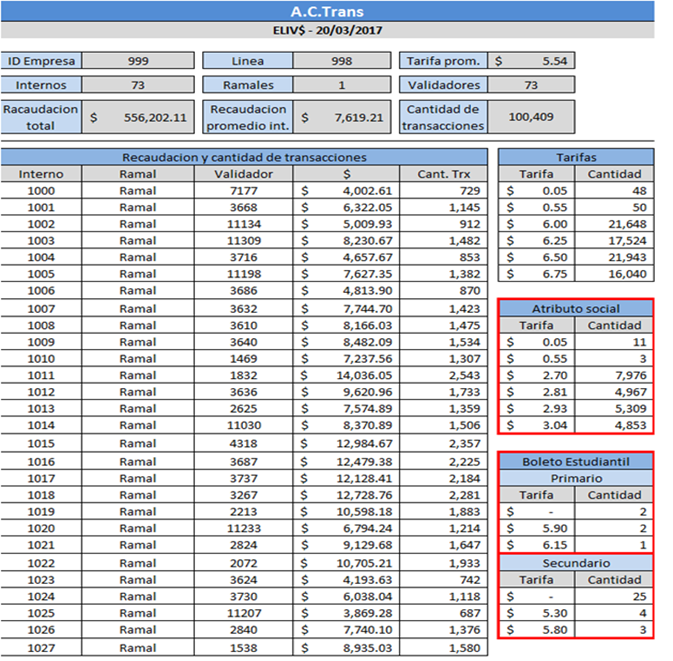 A.C.Trans
ELIV$ - 20/03/2017
ID Empresa 999 Linea 998 Tarifa prom. $ 5.54
Internos 73 Ramales 1 Validadores 73
Racaudacion total $ 556,202.11 Recaudacion promedio int. $ 7,619.21 Cantidad de transacciones 100,409
Recaudacion y cantidad de transacciones
Interno Ramal Validador $ Cant. Trx
1000 Ramal 7177 $ 4,002.61 729
1001 Ramal 3668 $ 6,322.05 1,145
1002 Ramal 11134 $ 5,009.93 912
1003 Ramal 11309 $ 8,230.67 1,482
1004 Ramal 3716 $ 4,657.67 853
1005 Ramal 11198 $ 7,627.35 1,382
1006 Ramal 3686 $ 4,813.90 870
1007 Ramal 3632 $ 7,744.70 1,423
1008 Ramal 3610 $ 8,166.03 1,475
1009 Ramal 3640 $ 8,482.09 1,534
1010 Ramal 1469 $ 7,237.56 1,307
1011 Ramal 1832 $ 14,036.05 2,543
1012 Ramal 3636 $ 9,620.96 1,733
1013 Ramal 2625 $ 7,574.89 1,359
1014 Ramal 11030 $ 8,370.89 1,506
1015 Ramal 4318 $ 12,984.67 2,357
1016 Ramal 3687 $ 12,479.38 2,225
1017 Ramal 3737 $ 12,128.41 2,184
1018 Ramal 3267 $ 12,728.76 2,281
1019 Ramal 2213 $ 10,598.18 1,883
1020 Ramal 11233 $ 6,794.24 1,214
1021 Ramal 2824 $ 9,129.68 1,647
1022 Ramal 2072 $ 10,705.21 1,933
1023 Ramal 3624 $ 4,193.63 742
1024 Ramal 3730 $ 6,038.04 1,118
1025 Ramal 11207 $ 3,869.28 687
1026 Ramal 2840 $ 7,740.10 1,376
1027 Ramal 1538 $ 8,935.03 1,580
Tarifas
Tarifa Cantidad
$ 0.05 48
$ 0.55 50
$ 6.00 21,648
$ 6.25 17,524
$ 6.50 21,943
$ 6.75 16,040
Atributo social
Tarifa Cantidad
$ 0.05 11
$ 0.55 3
$ 2.70 7,976
$ 2.81 4,967
$ 2.93 5,309
$ 3.04 4,853
Boleto Estudiantil
Primario
Tarifa Cantidad
$ - 2
$ 5.90 2
$ 6.15 1
Secundario
Tarifa Cantidad
$ - 25
$ 5.30 4
$ 5.80 3